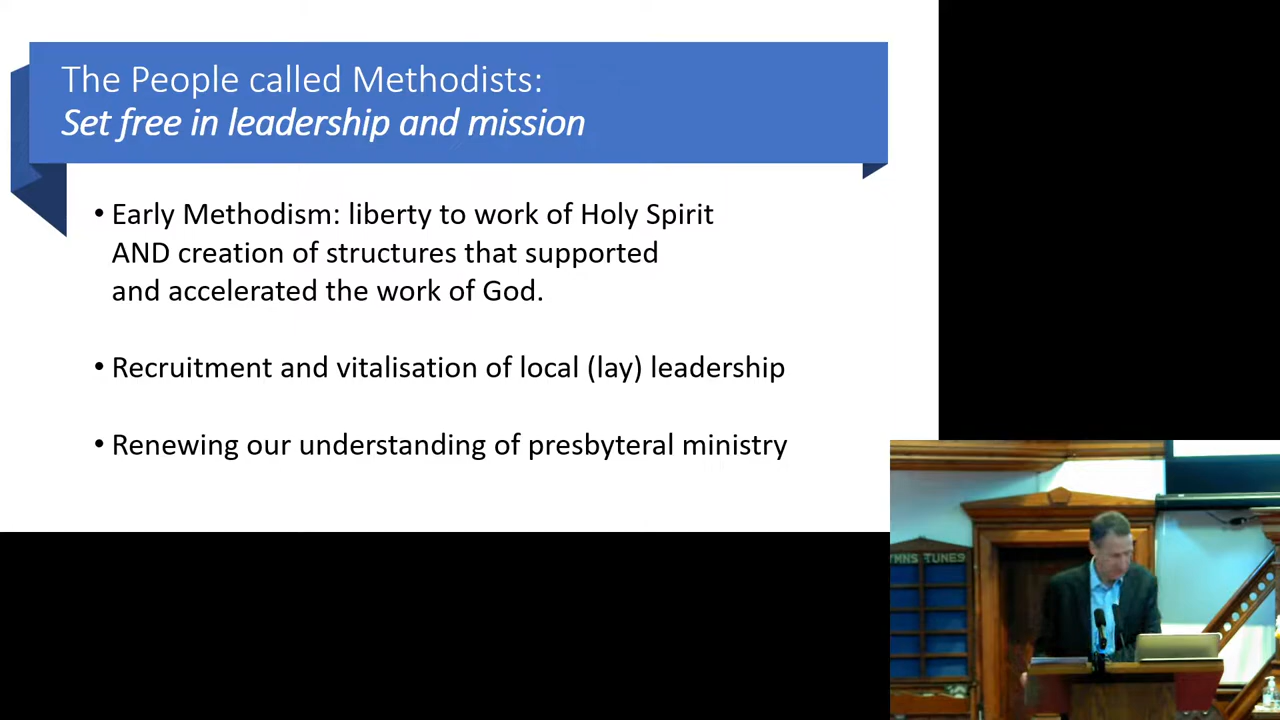 The People called Methodists:
Set free in leadership and mission
• Early Methodism: liberty to work of Holy Spirit
AND creation of structures that supported
and accelerated the work of God.
• Recruitment and vitalisation of local (lay) leadership
• Renewing our understanding of presbyteral ministry
TUNES